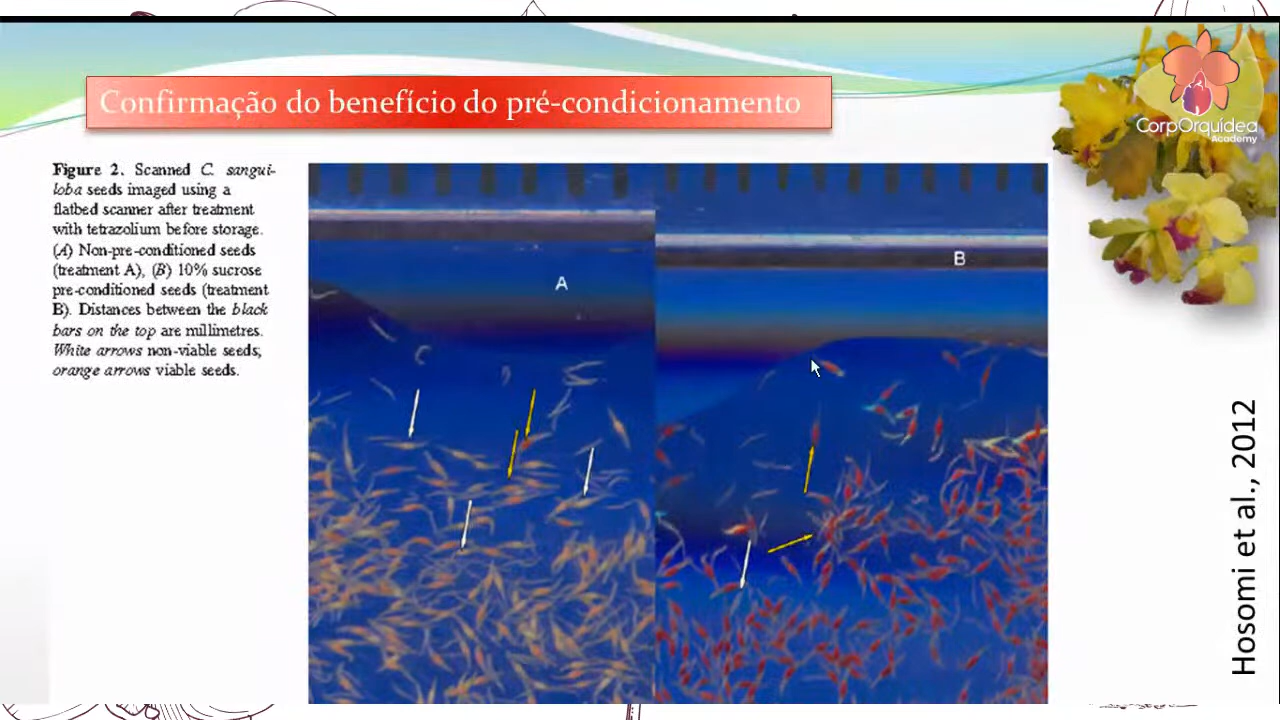 Confirmação do benefício do pré-condicionamento
CorpOrquídea
Academy
Figure 2. Scanned C. sangui-
loba seeds imaged using a
flatbed scanner after treatment
with tetrazolium before storage.
(A) Non-pre-conditioned seeds
(treatment A), (B) 10% sucrose
pre-conditioned seeds (treatment
B). Distances between the black
bars on the top are millimetres.
White arrows non-viable seeds;
orange arrows viable seeds.
A
B
Hosomi et al., 2012